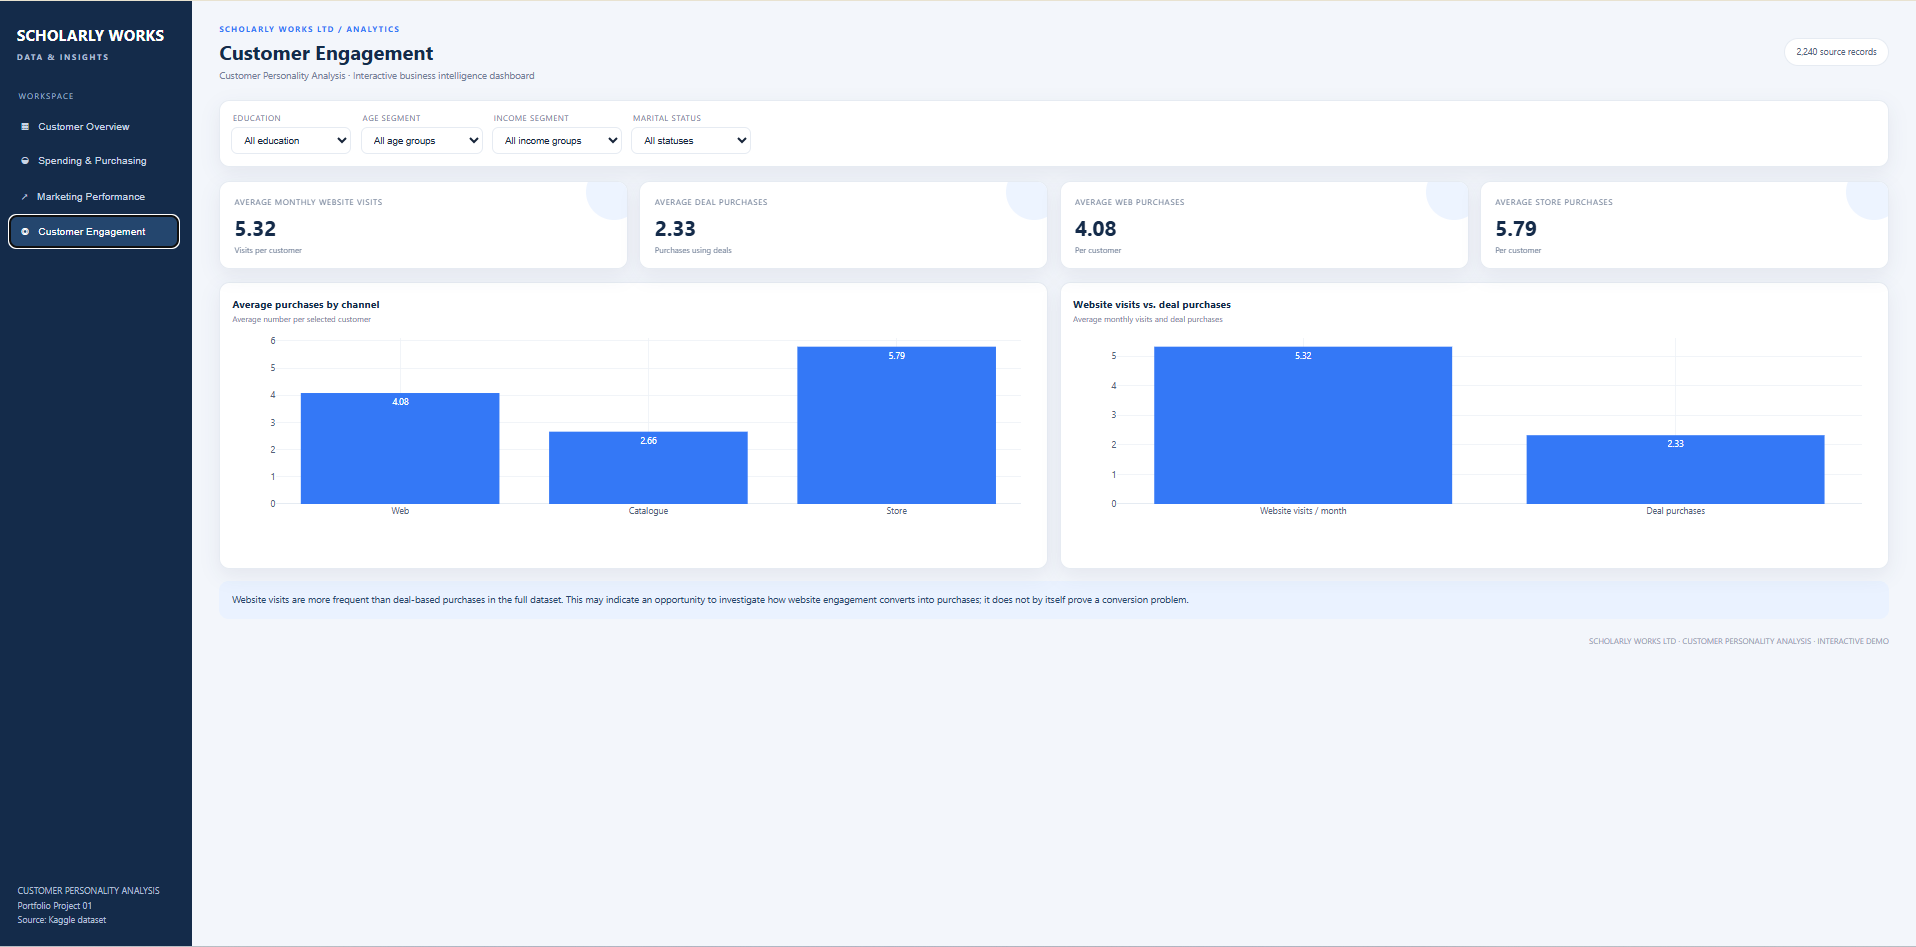 SCHOLARLY WORKS
DATA & INSIGHTS
WORKSPACE
Customer Overview
Spending & Purchasing
Marketing Performance
Customer Engagement
CUSTOMER PERSONALITY ANALYSIS
Portfolio Project 01
Source: Kaggle dataset
SCHOLARLY WORKS LTD / ANALYTICS
Customer Engagement
Customer Personality Analysis · Interactive business intelligence dashboard
2,240 source records
EDUCATION
All education
AGE SEGMENT
All age groups
INCOME SEGMENT
All income groups
MARITAL STATUS
All statuses
AVERAGE MONTHLY WEBSITE VISITS
5.32
Visits per customer
AVERAGE DEAL PURCHASES
2.33
Purchases using deals
AVERAGE WEB PURCHASES
4.08
Per customer
AVERAGE STORE PURCHASES
5.79
Per customer
Average purchases by channel
Average number per selected customer
6
5
4
3
2
1
0
4.08
2.66
5.79
Web
Catalogue
Store
Website visits vs. deal purchases
Average monthly visits and deal purchases
5
4
3
2
1
0
5.32
2.33
Website visits / month
Deal purchases
Website visits are more frequent than deal-based purchases in the full dataset. This may indicate an opportunity to investigate how website engagement converts into purchases; it does not by itself prove a conversion problem.
SCHOLARLY WORKS LTD · CUSTOMER PERSONALITY ANALYSIS · INTERACTIVE DEMO